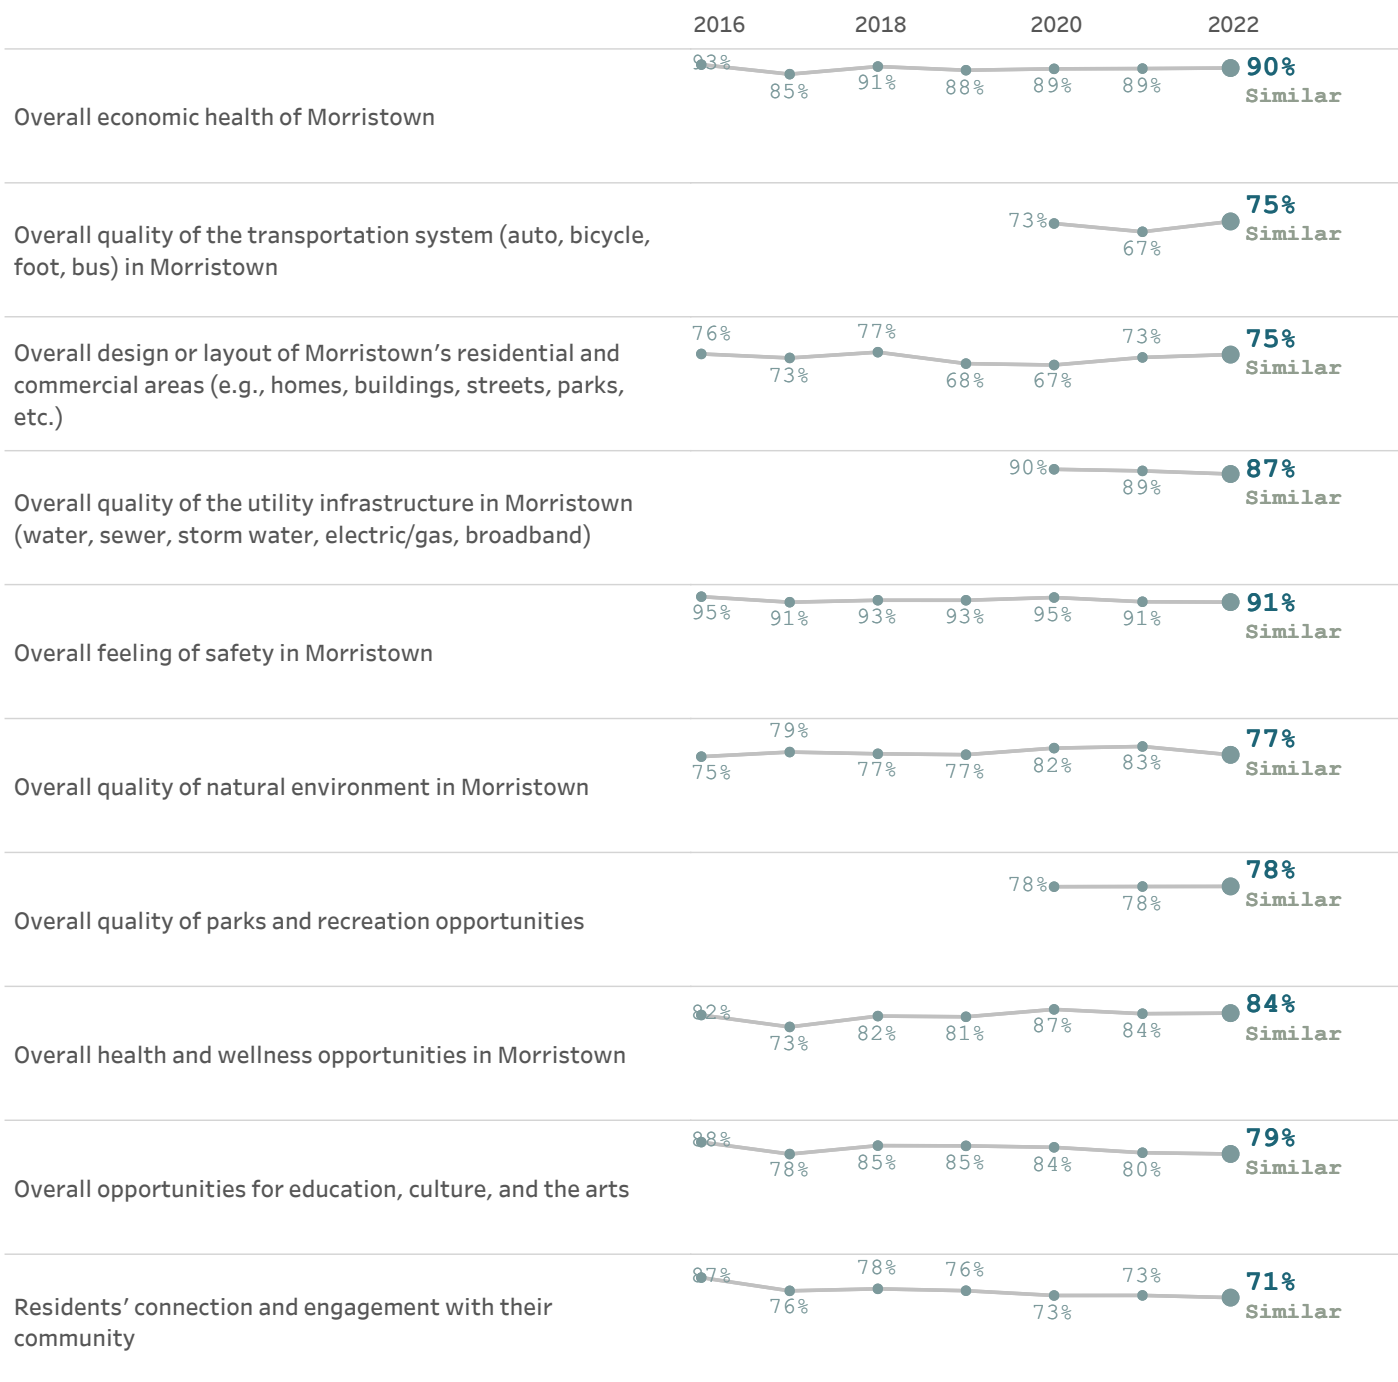 2016 2018 2020 2022
93% 85% 91% 88% 89% 89% 90%
Similar
Overall economic health of Morristown
73% 67% 75%
Similar
Overall quality of the transportation system (auto, bicycle,
foot, bus) in Morristown
76% 73% 77% 68% 67% 73% 75%
Similar
Overall design or layout of Morristown’s residential and
commercial areas (e.g., homes, buildings, streets, parks,
etc.)
90% 89% 87%
Similar
Overall quality of the utility infrastructure in Morristown
(water, sewer, storm water, electric/gas, broadband)
95% 91% 93% 93% 95% 91% 91%
Similar
Overall feeling of safety in Morristown
75% 79% 77% 77% 82% 83% 77%
Similar
Overall quality of natural environment in Morristown
78% 78% 78%
Similar
Overall quality of parks and recreation opportunities
82% 73% 82% 81% 87% 84% 84%
Similar
Overall health and wellness opportunities in Morristown
88% 78% 85% 85% 84% 80% 79%
Similar
Overall opportunities for education, culture, and the arts
87% 76% 78% 76% 73% 73% 71%
Similar
Residents’ connection and engagement with their
community